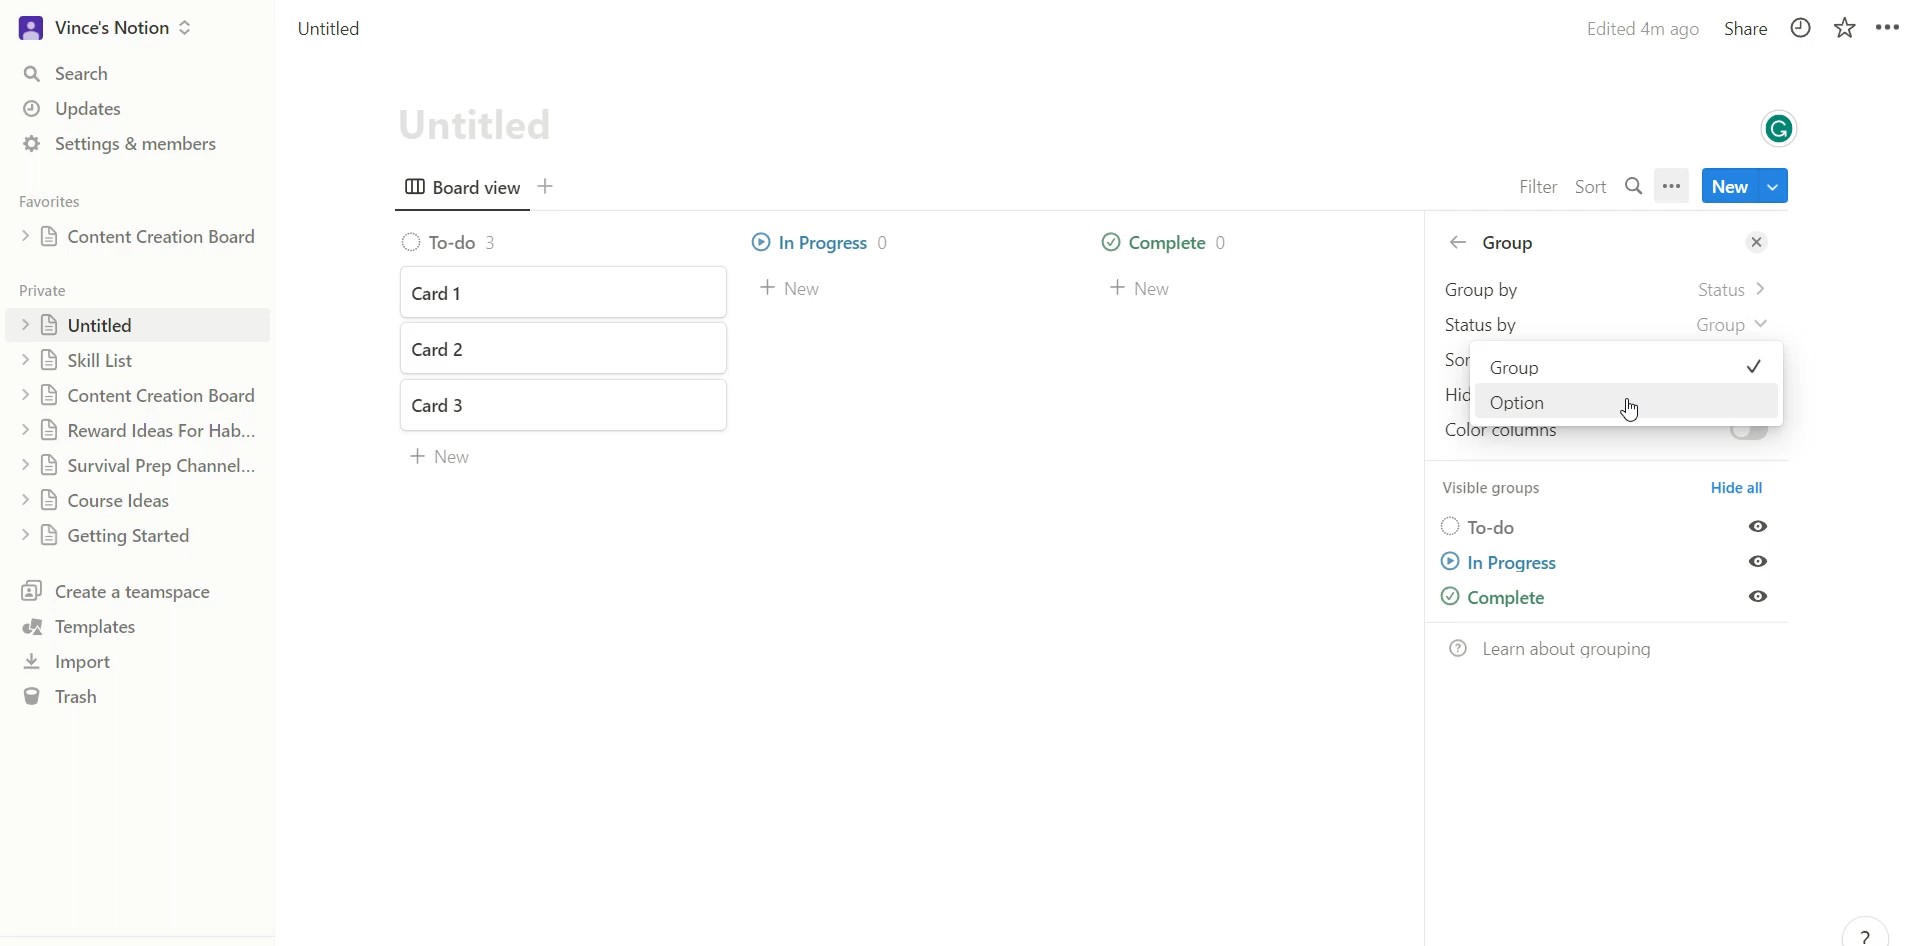 Vince's Notion
Search
Updates
Settings & members
Favorites
Content Creation Board
Private
Untitled
Skill List
Content Creation Board
Reward Ideas For Hab...
Survival Prep Channel...
Course Ideas
Getting Started
Create a teamspace
Templates
Import
Trash
Untitled
Edited 4m ago
Share
Untitled
Board view
Filter
Sort
New
To-do 3
Card 1
Card 2
Card 3
+ New
In Progress 0
+ New
Complete 0
+ New
Group
Group by Status
Status by Group
Sor
Hid
Group
Option
Color columns
Visible groups
Hide all
To-do
In Progress
Complete
Learn about grouping
?